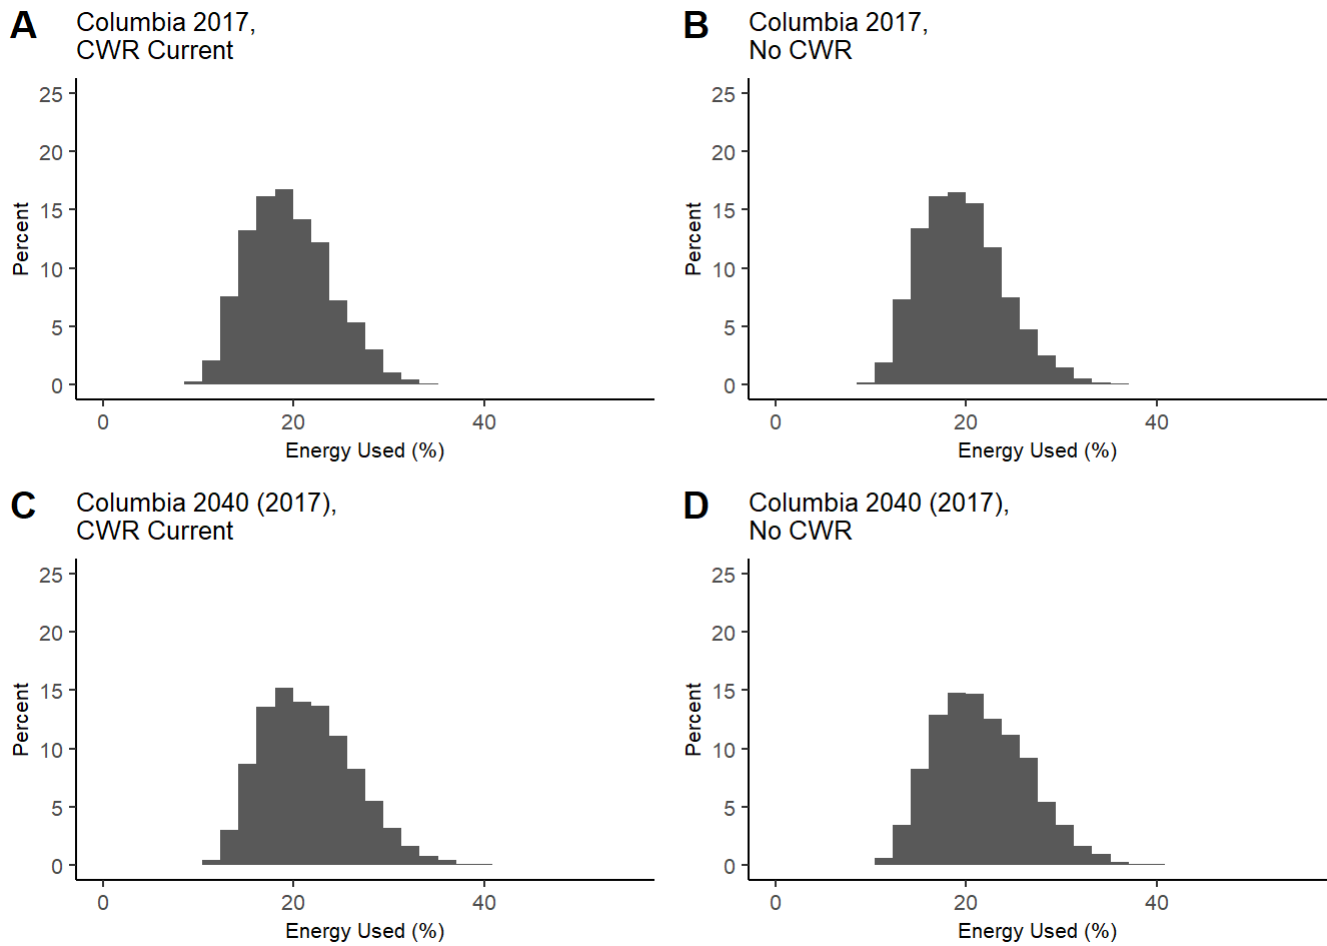 A
Columbia 2017,
CWR Current
25
20
15
10
5
0
Percent
0
20
40
Energy Used (%)
B
Columbia 2017,
No CWR
25
20
15
10
5
0
Percent
0
20
40
Energy Used (%)
C
Columbia 2040 (2017),
CWR Current
25
20
15
10
5
0
Percent
0
20
40
Energy Used (%)
D
Columbia 2040 (2017),
No CWR
25
20
15
10
5
0
Percent
0
20
40
Energy Used (%)